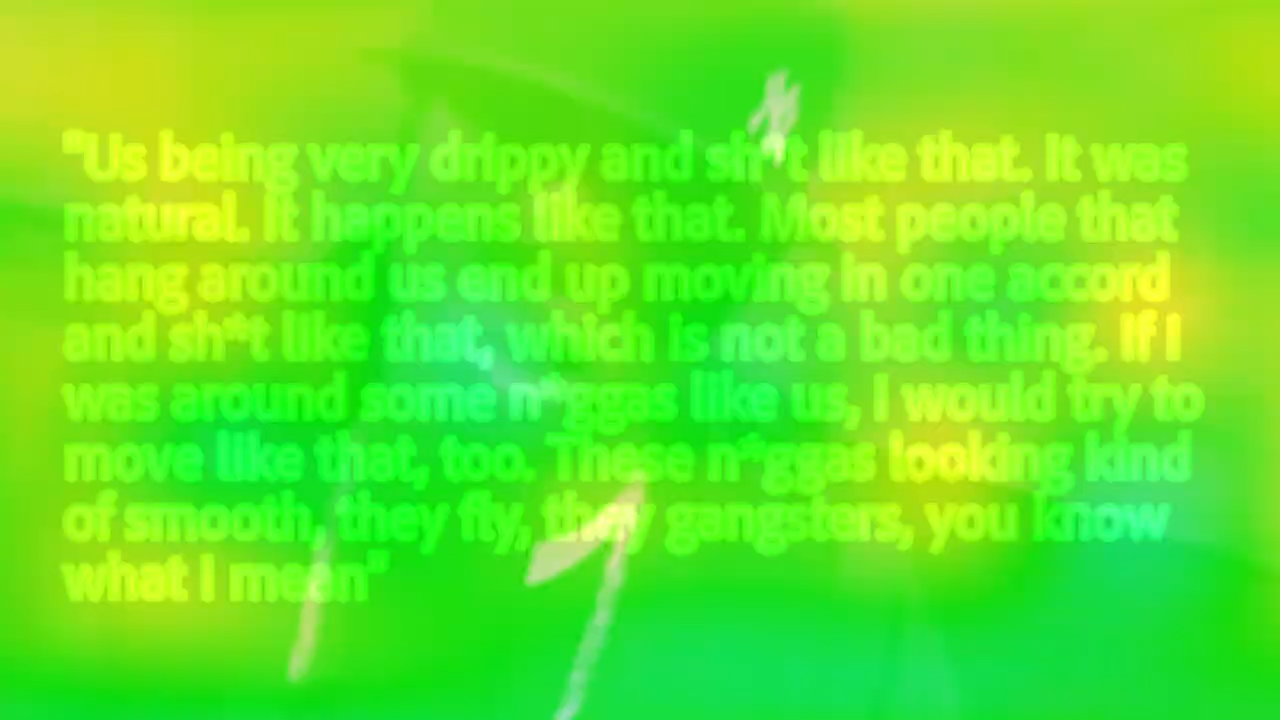 "Us being very drippy and sh*t like that. It was
natural. It happens like that. Most people that
hang around us end up moving in one accord
and sh*t like that, which is not a bad thing. If I
was around some n*ggas like us, I would try to
move like that, too. These n*ggas looking kind
of smooth, they fly, they gangsters, you know
what I mean"